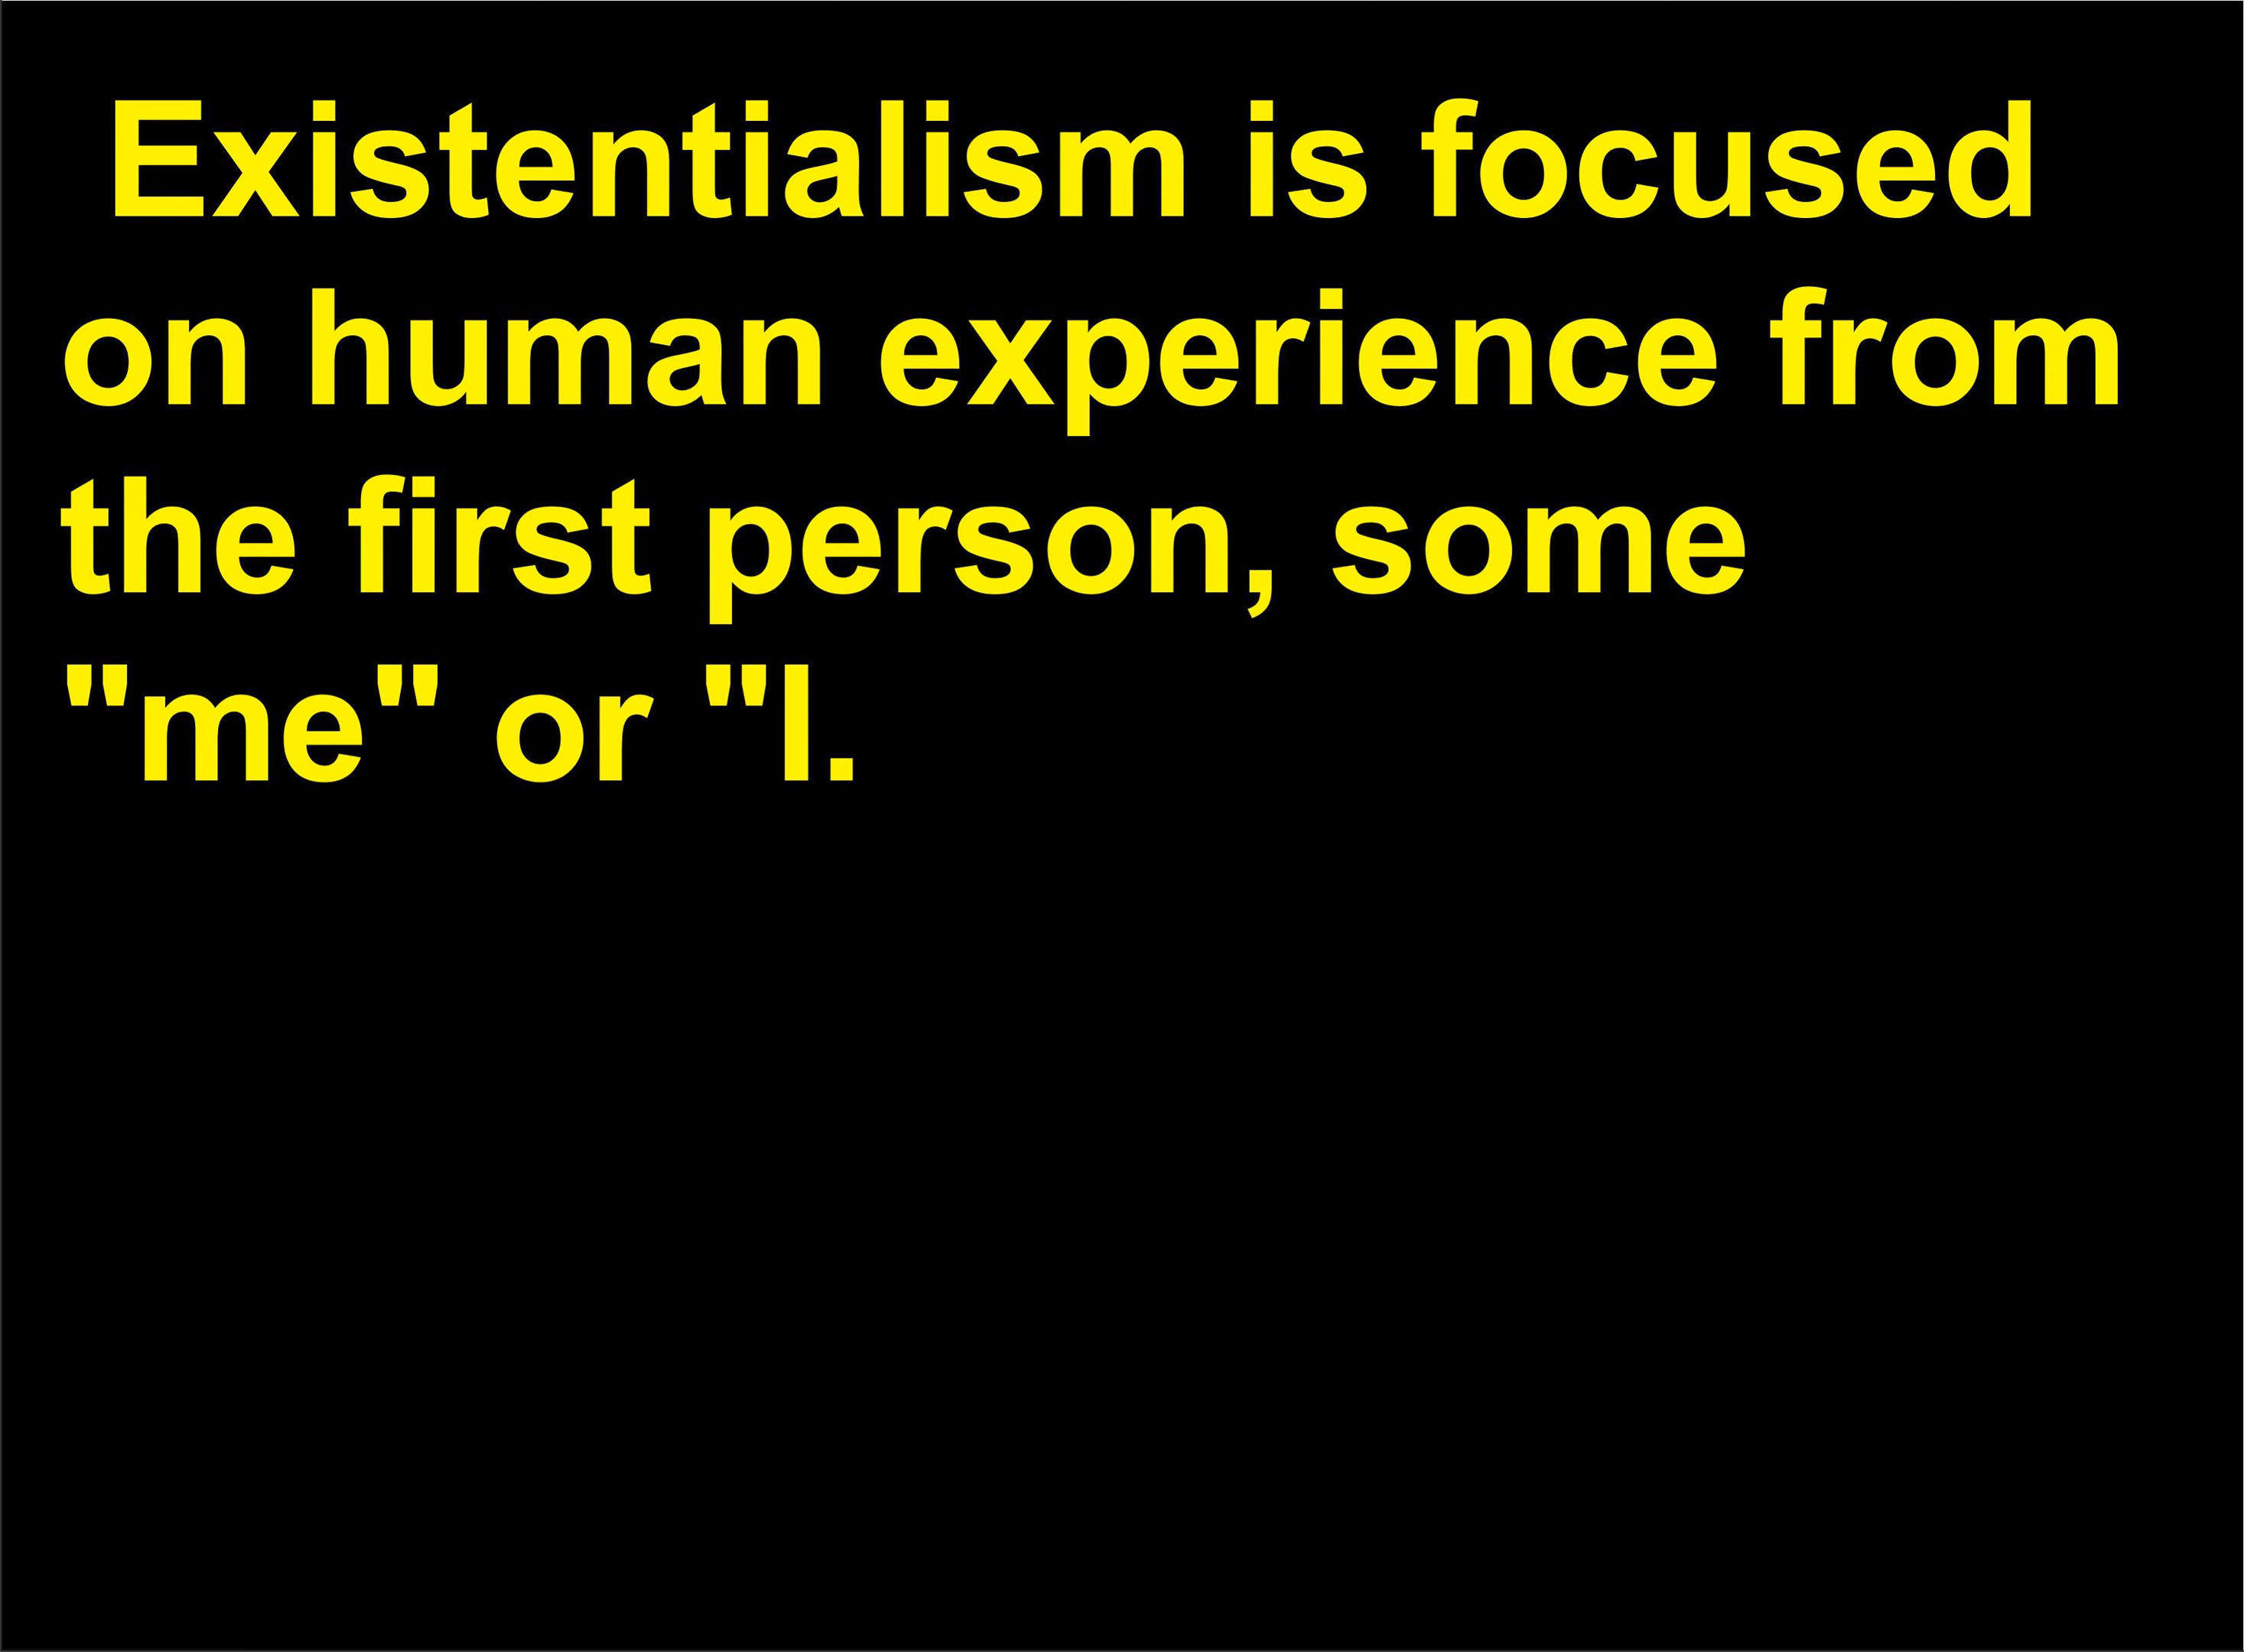 Existentialism is focused
on human experience from
the first person, some
"me" or "I.